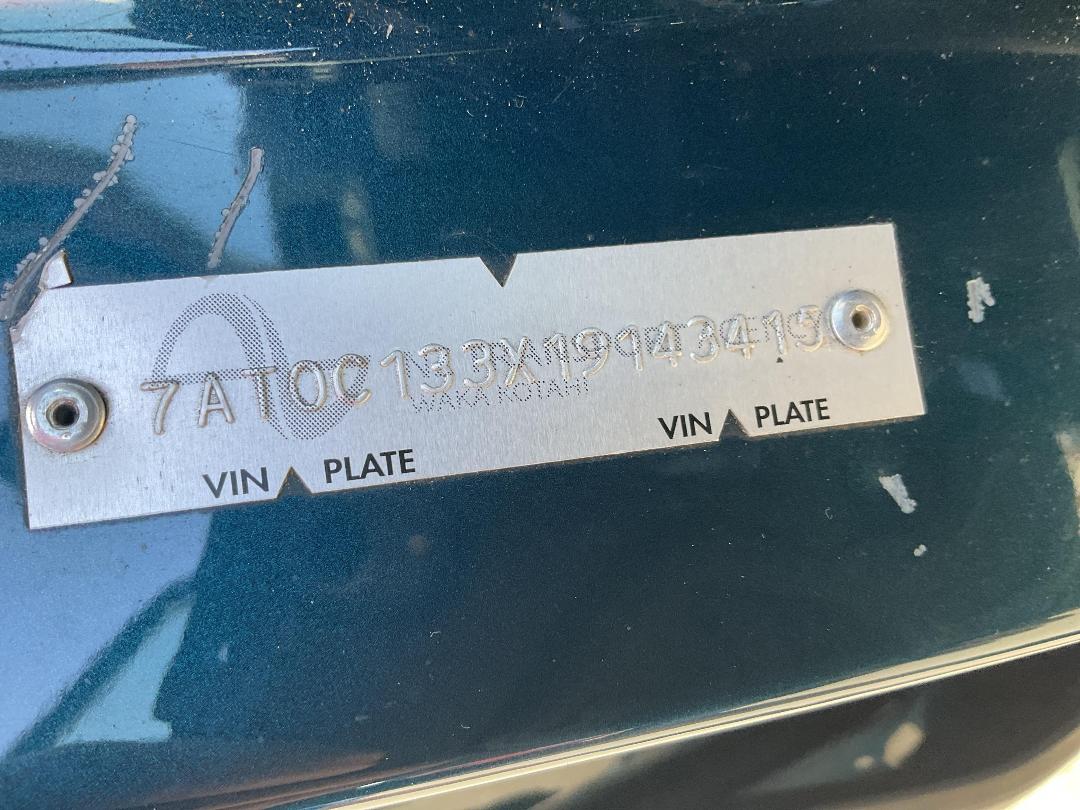 7AT0C133X19143415
WAKA KOTAHI
VIN PLATE VIN PLATE